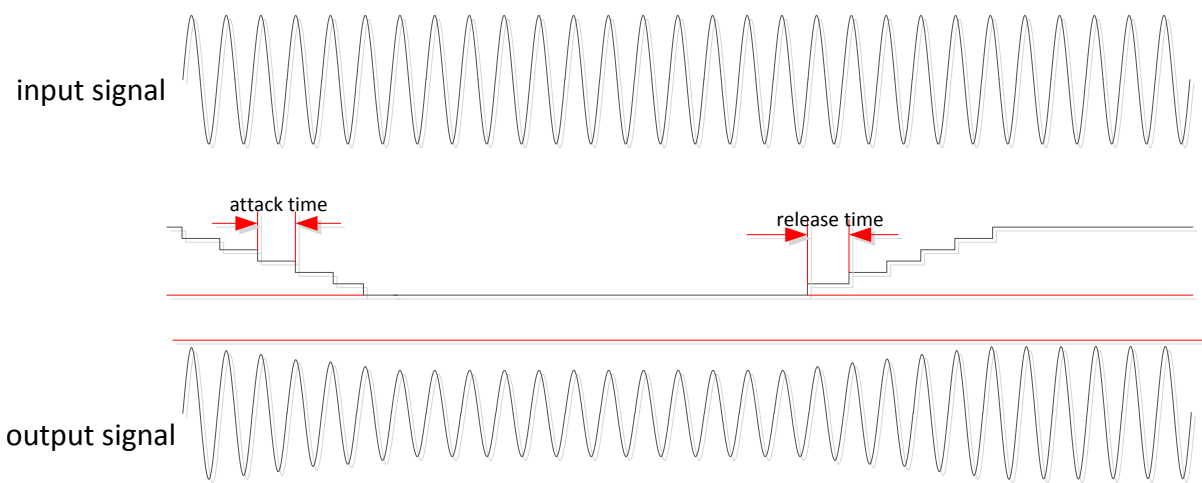 input signal
attack time
release time
output signal